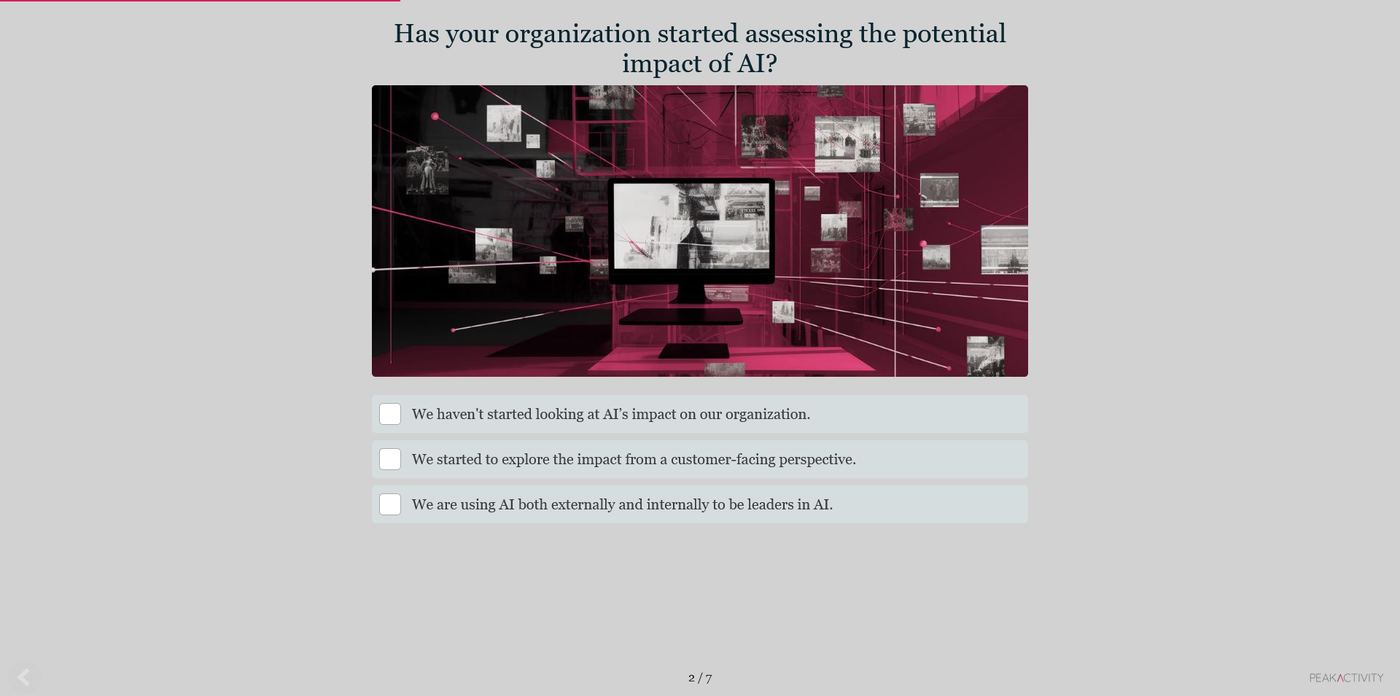 Has your organization started assessing the potential
impact of AI?
We haven't started looking at AI’s impact on our organization.
We started to explore the impact from a customer-facing perspective.
We are using AI both externally and internally to be leaders in AI.
2 / 7
PEAKACTIVITY